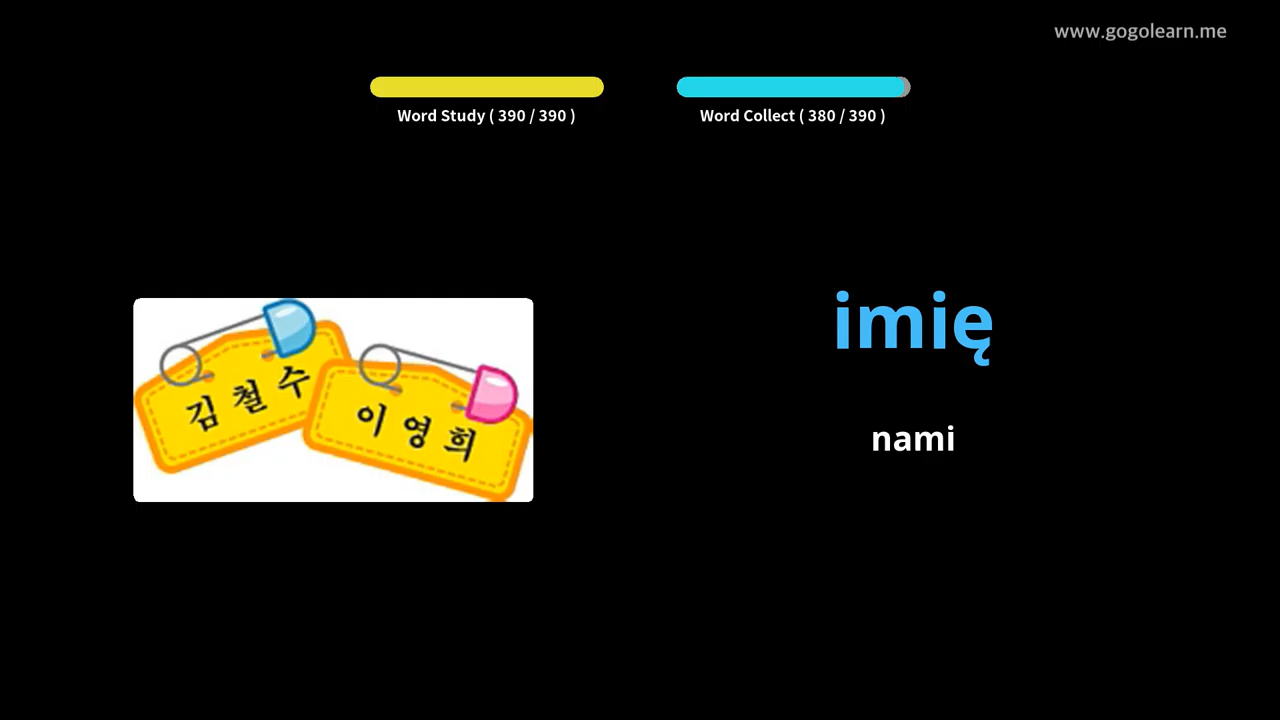 www.gogolearn.me
Word Study ( 390 / 390 )
Word Collect ( 380 / 390 )
김철수
이영희
imię
nami